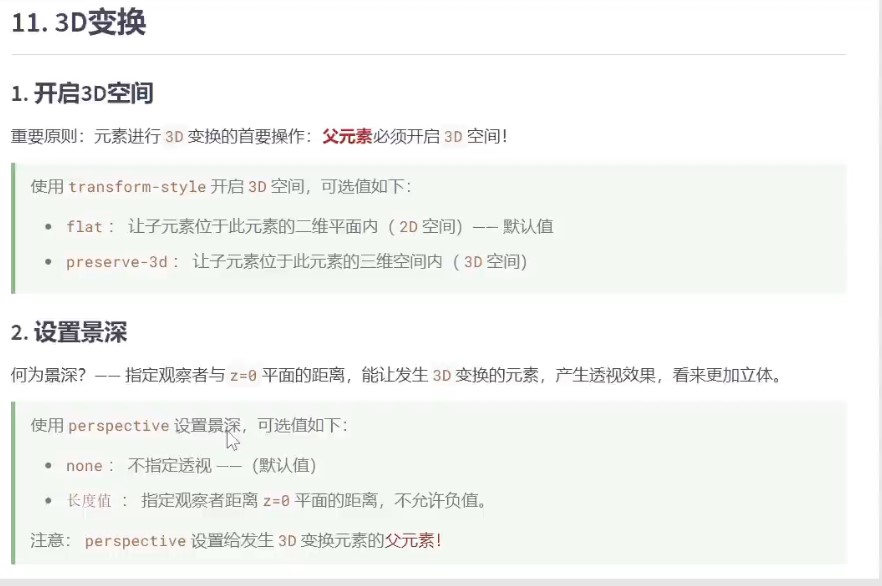 11. 3D变换
1. 开启3D空间
重要原则：元素进行 3D 变换的首要操作：父元素必须开启 3D 空间！
使用 transform-style 开启 3D 空间，可选值如下：
• flat ： 让子元素位于此元素的二维平面内（ 2D 空间）—— 默认值
• preserve-3d ： 让子元素位于此元素的三维空间内（ 3D 空间）
2. 设置景深
何为景深？—— 指定观察者与 z=0 平面的距离，能让发生 3D 变换的元素，产生透视效果，看来更加立体。
使用 perspective 设置景深，可选值如下：
• none ： 不指定透视 ——（默认值）
• 长度值 ： 指定观察者距离 z=0 平面的距离，不允许负值。
注意： perspective 设置给发生 3D 变换元素的父元素！